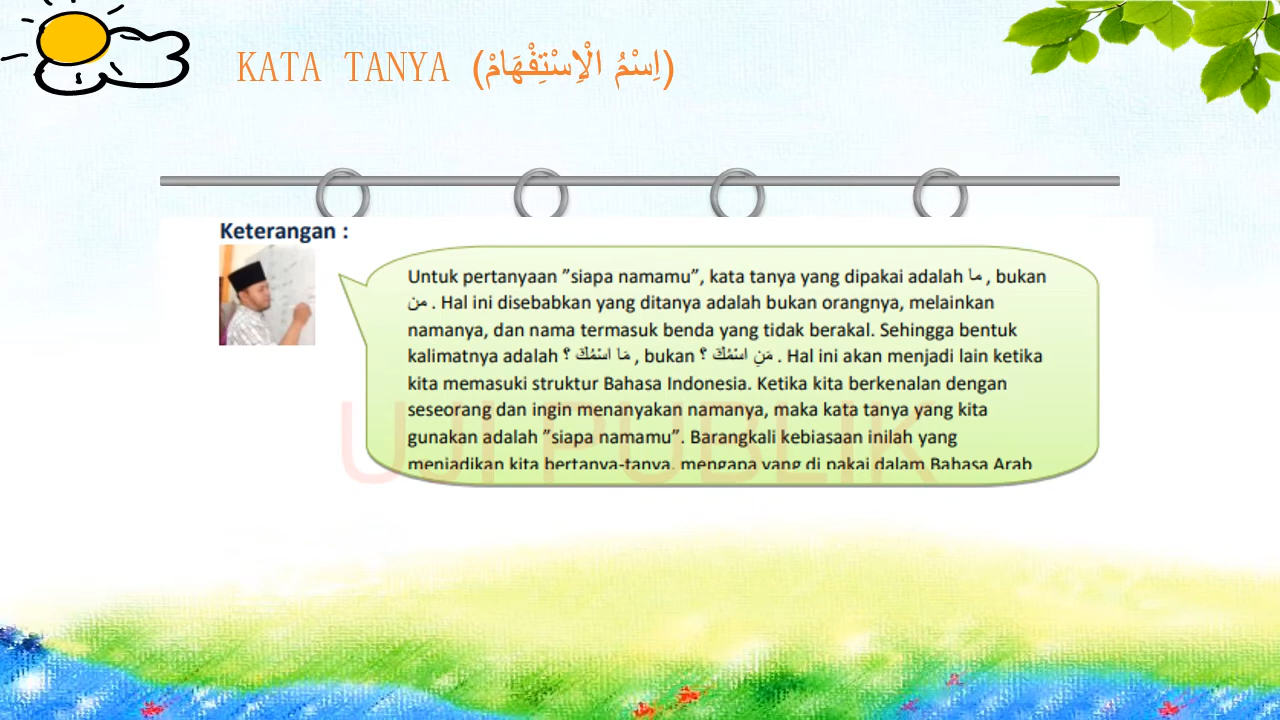 KATA TANYA (اِسْمُ الْاِسْتِفْهَامْ)
Keterangan :
Untuk pertanyaan ”siapa namamu”, kata tanya yang dipakai adalah ما , bukan
من . Hal ini disebabkan yang ditanya adalah bukan orangnya, melainkan
namanya, dan nama termasuk benda yang tidak berakal. Sehingga bentuk
kalimatnya adalah مَا اسْمُكَ ؟ , bukan مَنِ اسْمُكَ ؟ . Hal ini akan menjadi lain ketika
kita memasuki struktur Bahasa Indonesia. Ketika kita berkenalan dengan
seseorang dan ingin menanyakan namanya, maka kata tanya yang kita
gunakan adalah ”siapa namamu”. Barangkali kebiasaan inilah yang
menjadikan kita bertanya-tanya, mengapa yang di pakai dalam Bahasa Arab
UJI PUBLIK